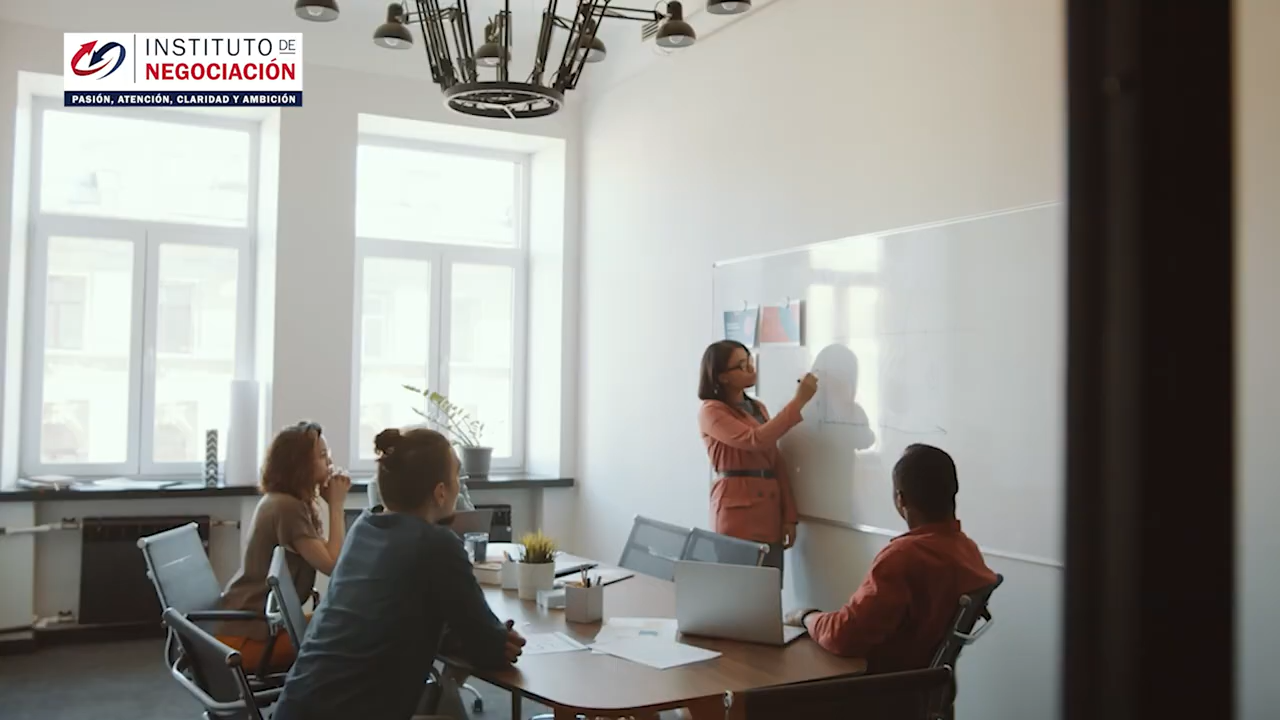 INSTITUTO DE
NEGOCIACIÓN
PASIÓN, ATENCIÓN, CLARIDAD Y AMBICIÓN